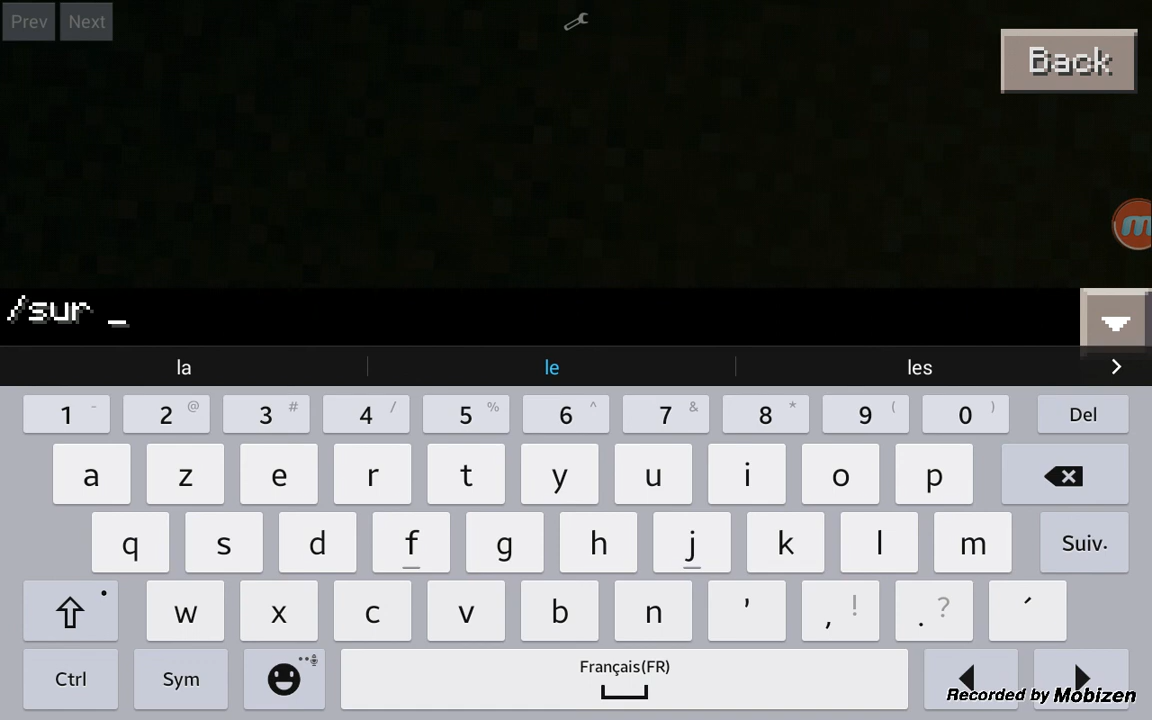 Prev Next
Back
/sur _
la le les >
1 - 2 @ 3 # 4 / 5 % 6 ^ 7 & 8 * 9 ( 0 ) Del
a z e r t y u i o p
q s d f g h j k l m Suiv.
w x c v b n ' , ! . ? ´
Ctrl Sym Français(FR)
Recorded by Mobizen